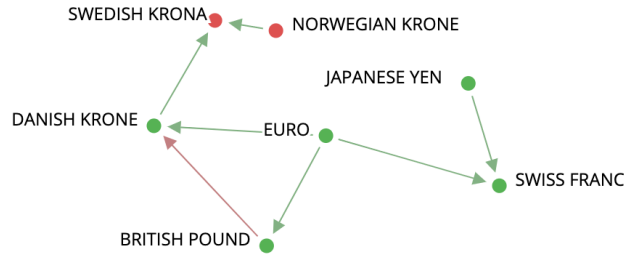 SWEDISH KRONA
NORWEGIAN KRONE
JAPANESE YEN
DANISH KRONE
EURO
SWISS FRANC
BRITISH POUND